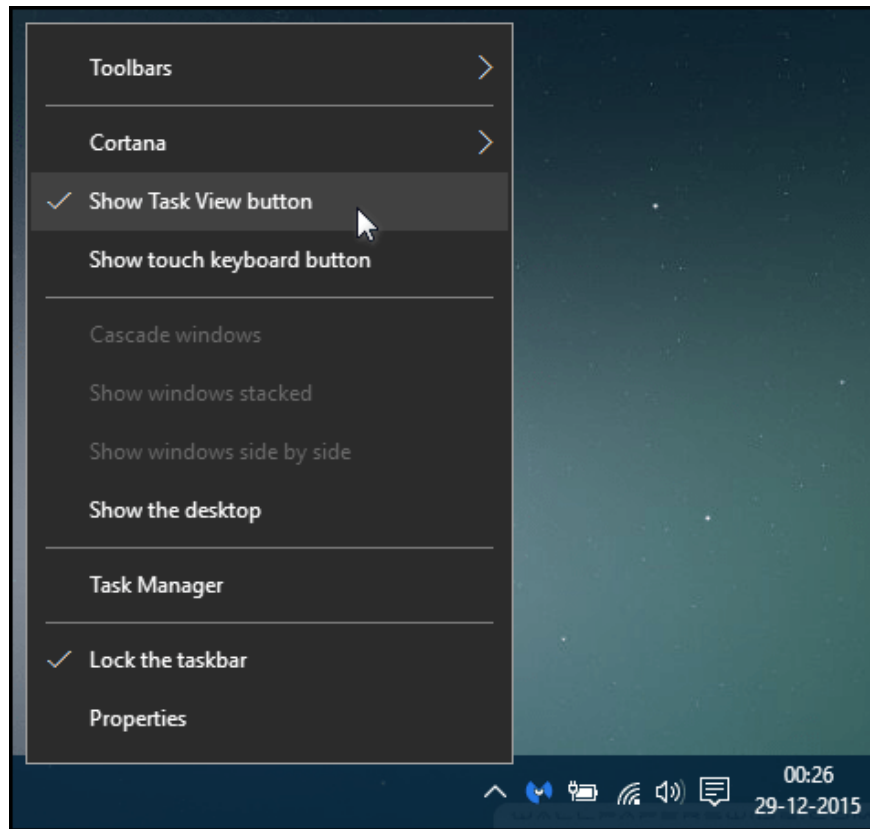 Toolbars
Cortana
Show Task View button
Show touch keyboard button
Cascade windows
Show windows stacked
Show windows side by side
Show the desktop
Task Manager
Lock the taskbar
Properties
00:26
29-12-2015